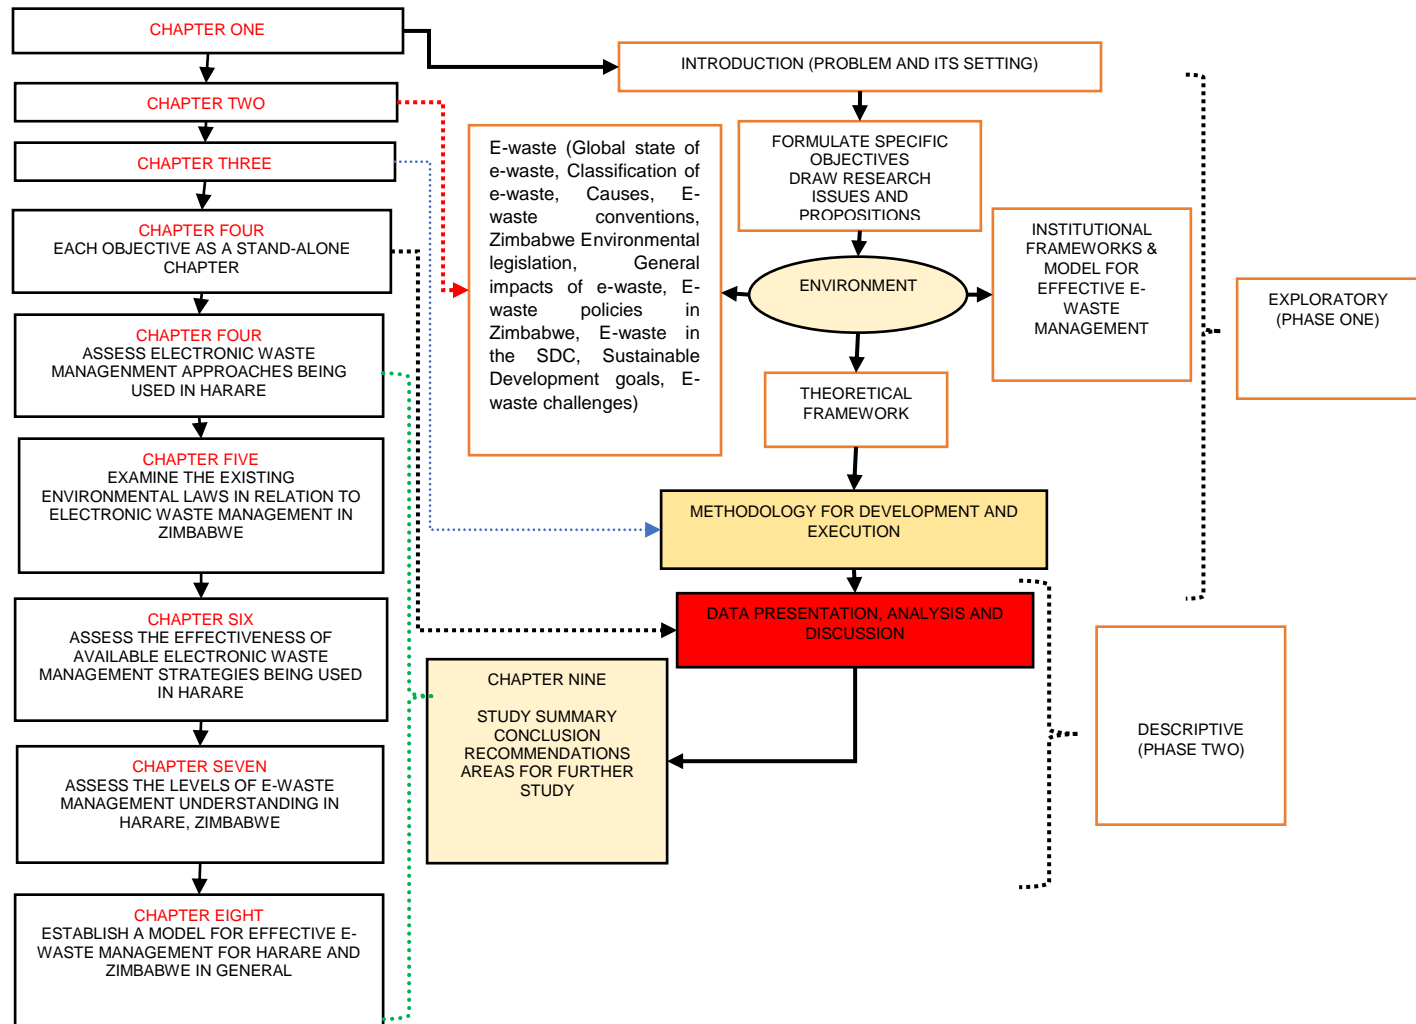 CHAPTER ONE
CHAPTER TWO
CHAPTER THREE
CHAPTER FOUR
EACH OBJECTIVE AS A STAND-ALONE
CHAPTER
CHAPTER FOUR
ASSESS ELECTRONIC WASTE
MANAGENMENT APPROACHES BEING
USED IN HARARE
CHAPTER FIVE
EXAMINE THE EXISTING
ENVIRONMENTAL LAWS IN RELATION TO
ELECTRONIC WASTE MANAGEMENT IN
ZIMBABWE
CHAPTER SIX
ASSESS THE EFFECTIVENESS OF
AVAILABLE ELECTRONIC WASTE
MANAGEMENT STRATEGIES BEING USED
IN HARARE
CHAPTER SEVEN
ASSESS THE LEVELS OF E-WASTE
MANAGEMENT UNDERSTANDING IN
HARARE, ZIMBABWE
CHAPTER EIGHT
ESTABLISH A MODEL FOR EFFECTIVE E-
WASTE MANAGEMENT FOR HARARE AND
ZIMBABWE IN GENERAL
INTRODUCTION (PROBLEM AND ITS SETTING)
FORMULATE SPECIFIC
OBJECTIVES
DRAW RESEARCH
ISSUES AND
PROPOSITIONS
E-waste (Global state of
e-waste, Classification of
e-waste, Causes, E-
waste conventions,
Zimbabwe Environmental
legislation, General
impacts of e-waste, E-
waste policies in
Zimbabwe, E-waste in
the SDC, Sustainable
Development goals, E-
waste challenges)
ENVIRONMENT
INSTITUTIONAL
FRAMEWORKS &
MODEL FOR
EFFECTIVE E-
WASTE
MANAGEMENT
THEORETICAL
FRAMEWORK
METHODOLOGY FOR DEVELOPMENT AND
EXECUTION
DATA PRESENTATION, ANALYSIS AND
DISCUSSION
CHAPTER NINE
STUDY SUMMARY
CONCLUSION
RECOMMENDATIONS
AREAS FOR FURTHER
STUDY
EXPLORATORY
(PHASE ONE)
DESCRIPTIVE
(PHASE TWO)